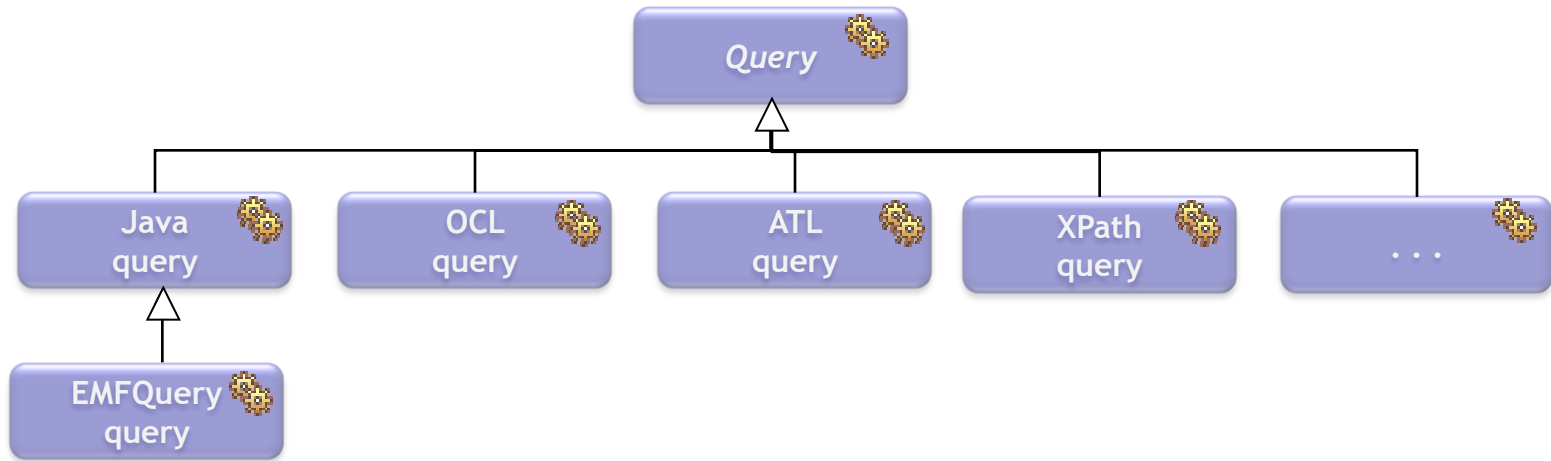 Query
Java
query
OCL
query
ATL
query
XPath
query
. . .
EMFQuery
query